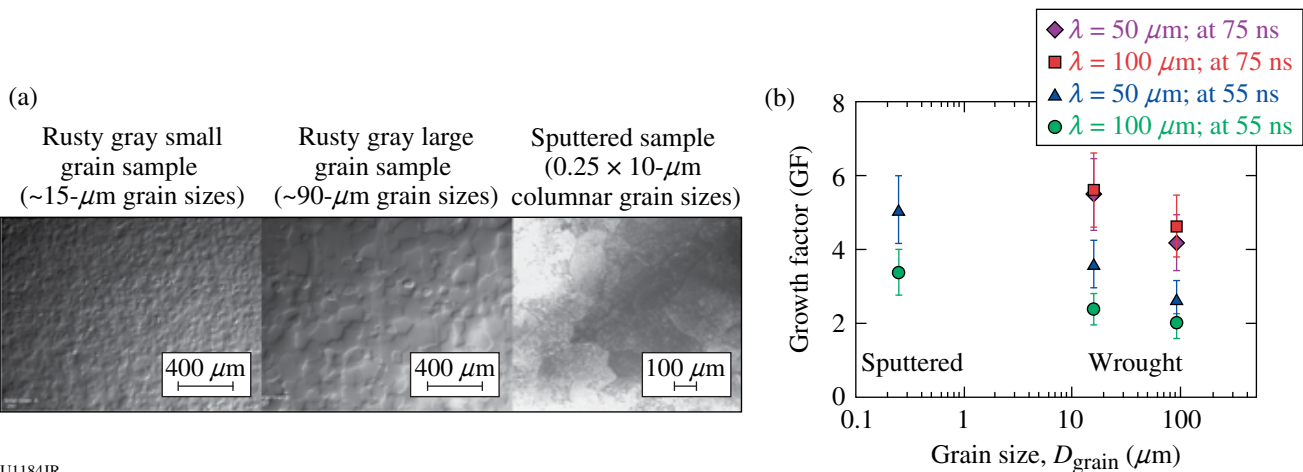 λ = 50 μm; at 75 ns
λ = 100 μm; at 75 ns
λ = 50 μm; at 55 ns
λ = 100 μm; at 55 ns
(a)
Rusty gray small
grain sample
(~15-μm grain sizes)
Rusty gray large
grain sample
(~90-μm grain sizes)
Sputtered sample
(0.25 × 10-μm
columnar grain sizes)
400 μm
400 μm
100 μm
(b)
8
6
4
2
0
Growth factor (GF)
Sputtered
Wrought
0.1
1
10
100
Grain size, Dgrain (μm)
U1184JR